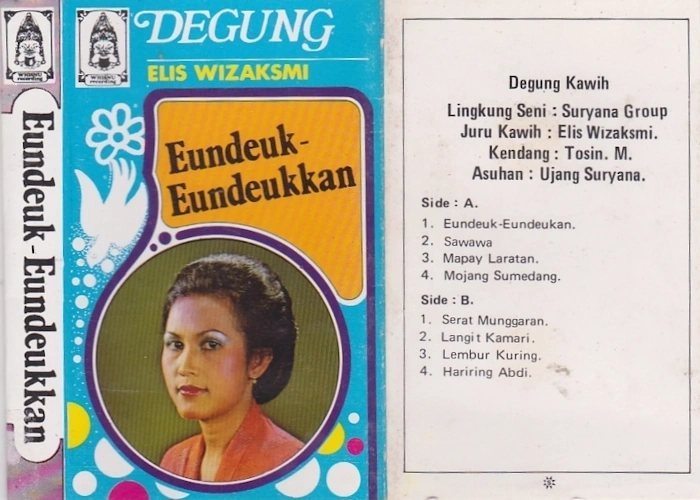 Eundeuk-Eundeukkan
DEGUNG
ELIS WIZAKSMI
Eundeuk-
Eundeukkan
Degung Kawih
Lingkung Seni : Suryana Group
Juru Kawih : Elis Wizaksmi.
Kendang : Tosin. M.
Asuhan : Ujang Suryana.
Side : A.
1. Eundeuk-Eundeukan.
2. Sawawa
3. Mapay Laratan.
4. Mojang Sumedang.
Side : B.
1. Serat Munggaran.
2. Langit Kamari.
3. Lembur Kuring.
4. Hariring Abdi.